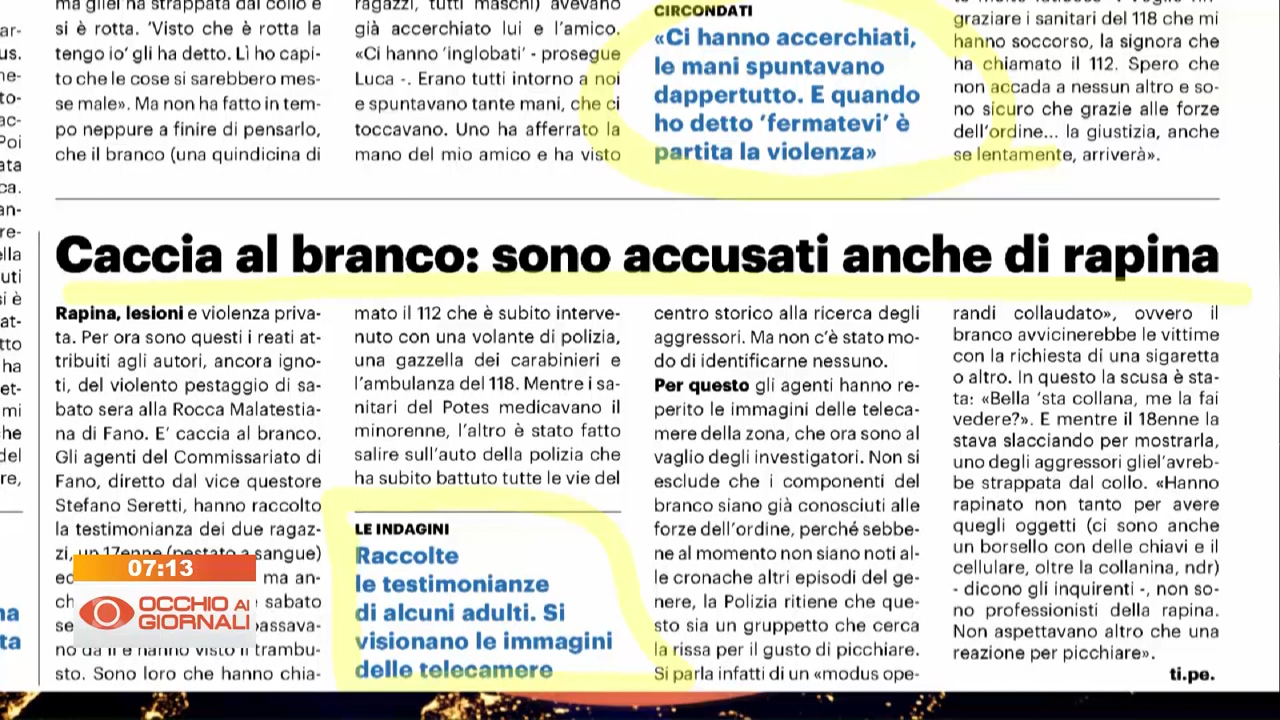 ma gliel'ha strappata dal collo e
si è rotta. 'Visto che è rotta la
tengo io' gli ha detto. Lì ho capi-
to che le cose si sarebbero mes-
se male». Ma non ha fatto in tem-
po neppure a finire di pensarlo,
che il branco (una quindicina di
ragazzi, tutti maschi) avevano
già accerchiato lui e l'amico.
«Ci hanno 'inglobati' - prosegue
Luca -. Erano tutti intorno a noi
e spuntavano tante mani, che ci
toccavano. Uno ha afferrato la
mano del mio amico e ha visto
CIRCONDATI
«Ci hanno accerchiati,
le mani spuntavano
dappertutto. E quando
ho detto 'fermatevi' è
partita la violenza»
graziare i sanitari del 118 che mi
hanno soccorso, la signora che
ha chiamato il 112. Spero che
non accada a nessun altro e so-
no sicuro che grazie alle forze
dell'ordine... la giustizia, anche
se lentamente, arriverà».
Caccia al branco: sono accusati anche di rapina
Rapina, lesioni e violenza priva-
ta. Per ora sono questi i reati at-
tribuiti agli autori, ancora igno-
ti, del violento pestaggio di sa-
bato sera alla Rocca Malatestia-
na di Fano. E' caccia al branco.
Gli agenti del Commissariato di
Fano, diretto dal vice questore
Stefano Seretti, hanno raccolto
la testimonianza dei due ragaz-
zi, un 17enne (pestato a sangue)
ma an-
sabato
passava-
no da lì e hanno visto il trambu-
sto. Sono loro che hanno chia-
mato il 112 che è subito interve-
nuto con una volante di polizia,
una gazzella dei carabinieri e
l'ambulanza del 118. Mentre i sa-
nitari del Potes medicavano il
minorenne, l'altro è stato fatto
salire sull'auto della polizia che
ha subito battuto tutte le vie del
LE INDAGINI
Raccolte
le testimonianze
di alcuni adulti. Si
visionano le immagini
delle telecamere
centro storico alla ricerca degli
aggressori. Ma non c'è stato mo-
do di identificarne nessuno.
Per questo gli agenti hanno re-
perito le immagini delle teleca-
mere della zona, che ora sono al
vaglio degli investigatori. Non si
esclude che i componenti del
branco siano già conosciuti alle
forze dell'ordine, perché sebbe-
ne al momento non siano noti al-
le cronache altri episodi del ge-
nere, la Polizia ritiene che que-
sto sia un gruppetto che cerca
la rissa per il gusto di picchiare.
Si parla infatti di un «modus ope-
randi collaudato», ovvero il
branco avvicinerebbe le vittime
con la richiesta di una sigaretta
o altro. In questo la scusa è sta-
ta: «Bella 'sta collana, me la fai
vedere?». E mentre il 18enne la
stava slacciando per mostrarla,
uno degli aggressori gliel'avreb-
be strappata dal collo. «Hanno
rapinato non tanto per avere
quegli oggetti (ci sono anche
un borsello con delle chiavi e il
cellulare, oltre la collanina, ndr)
- dicono gli inquirenti -, non so-
no professionisti della rapina.
Non aspettavano altro che una
reazione per picchiare».
ti.pe.
07:13
OCCHIO AI
GIORNALI